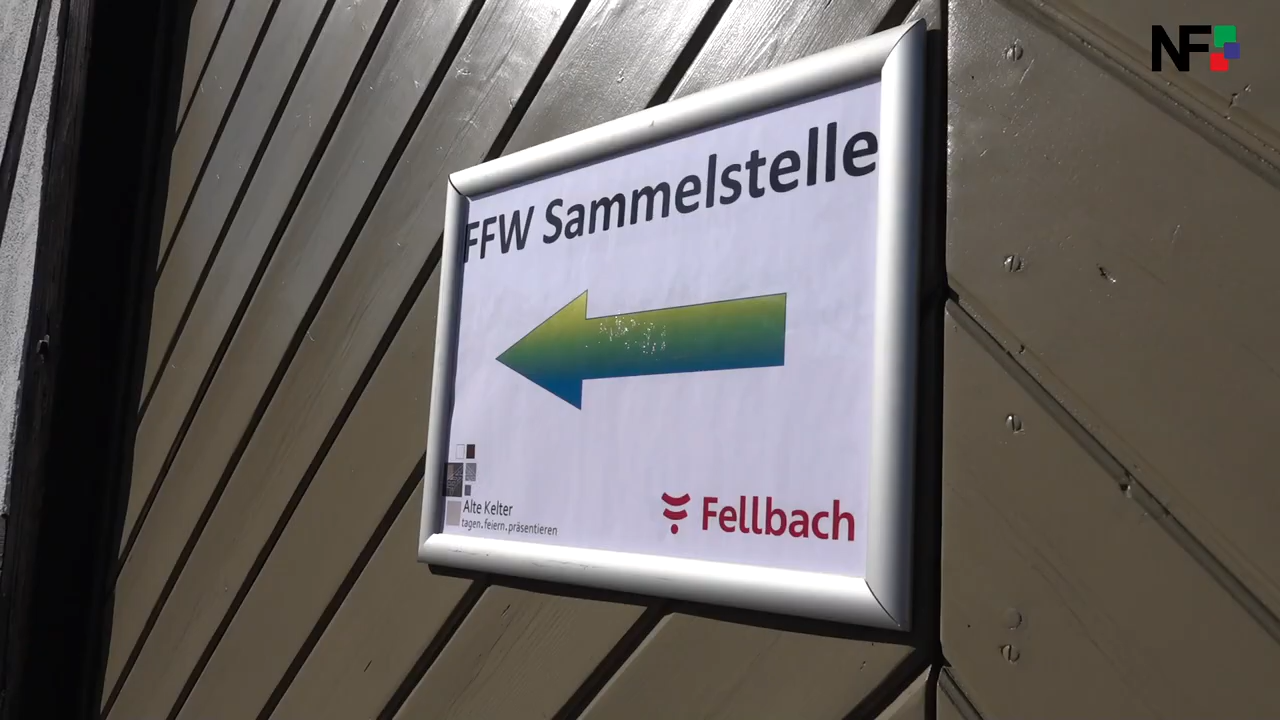 NF
FFW Sammelstelle
Alte Kelter
tagen.feiern.präsentieren
Fellbach